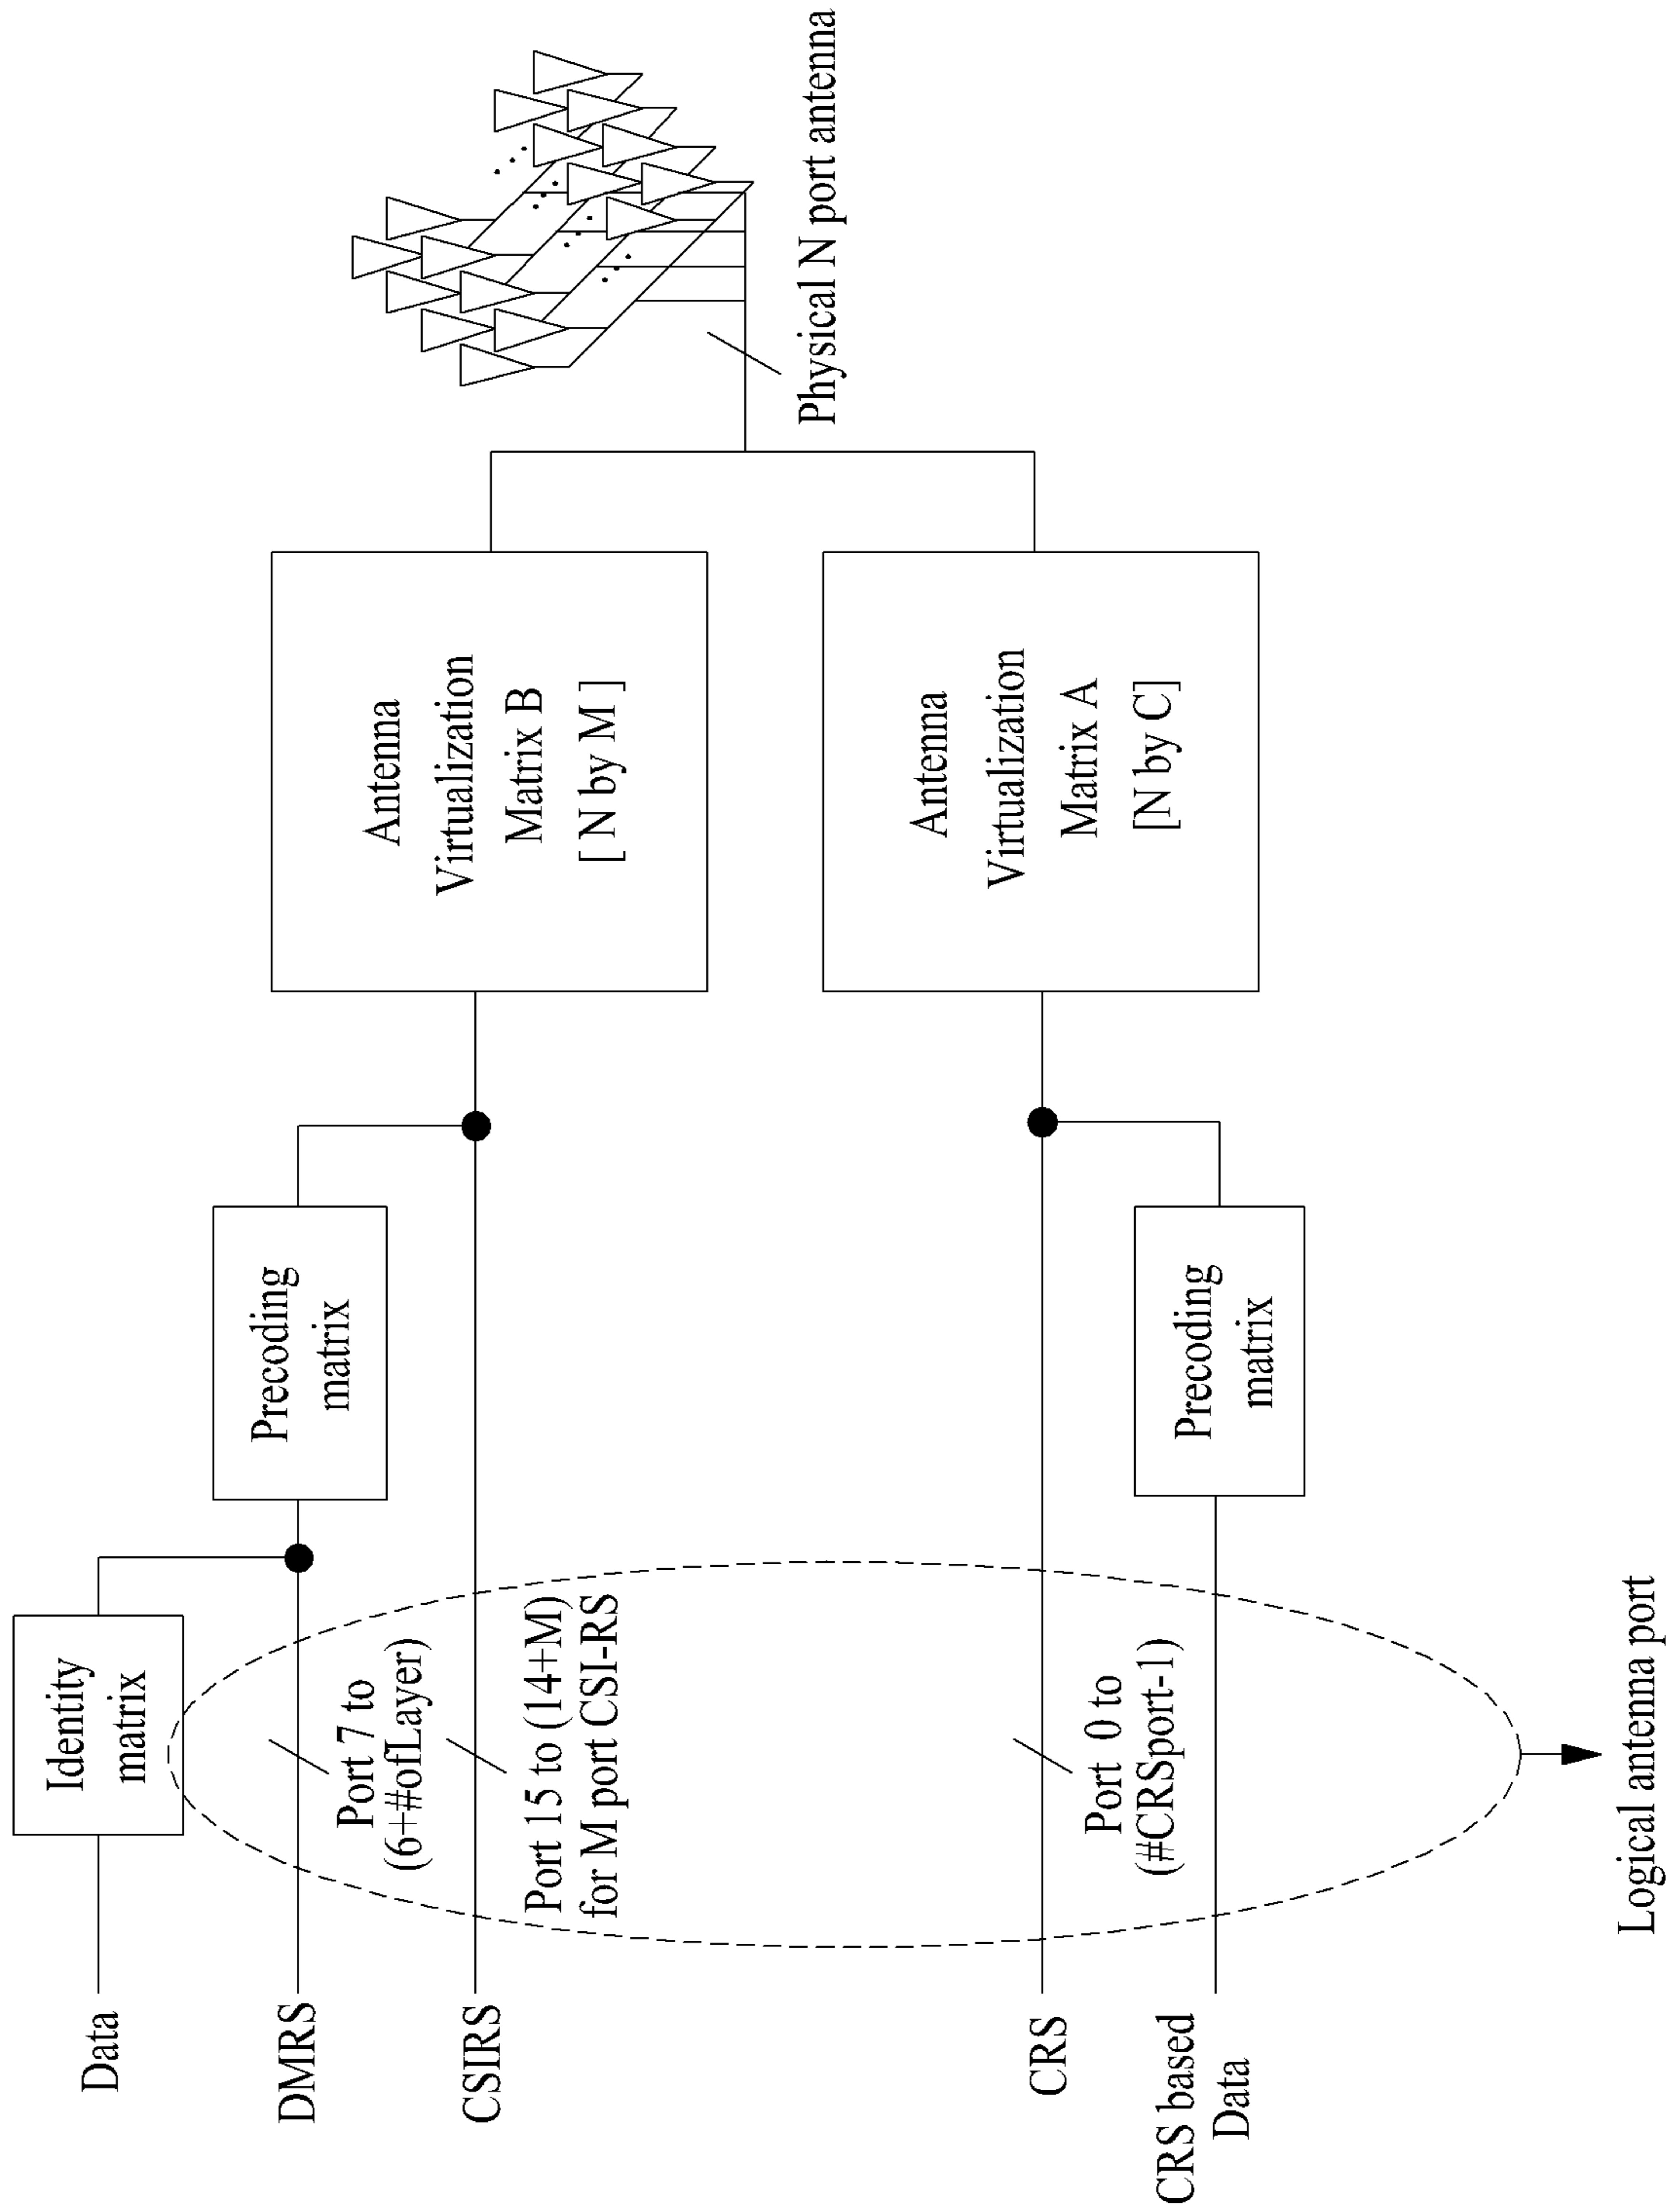 Data
Identity
matrix
DMRS
Port 7 to
(6+#ofLayer)
Precoding
matrix
CSIRS
Port 15 to (14+M)
for M port CSI-RS
Antenna
Virtualization
Matrix B
[ N by M ]
Physical N port antenna
CRS
Port 0 to
(#CRSport-1)
CRS based
Data
Precoding
matrix
Antenna
Virtualization
Matrix A
[N by C]
Logical antenna port